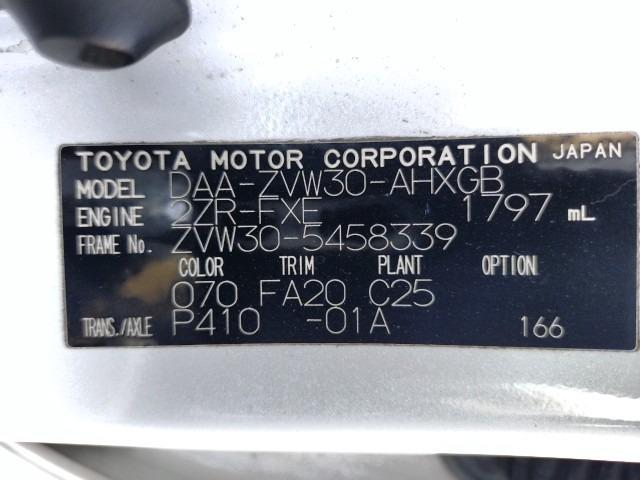 TOYOTA MOTOR CORPORATION JAPAN
MODEL DAA-ZVW30-AHXGB
ENGINE 2ZR-FXE 1797 mL
FRAME No. ZVW30-5458339
COLOR TRIM PLANT OPTION
070 FA20 C25
TRANS./AXLE P410 -01A 166